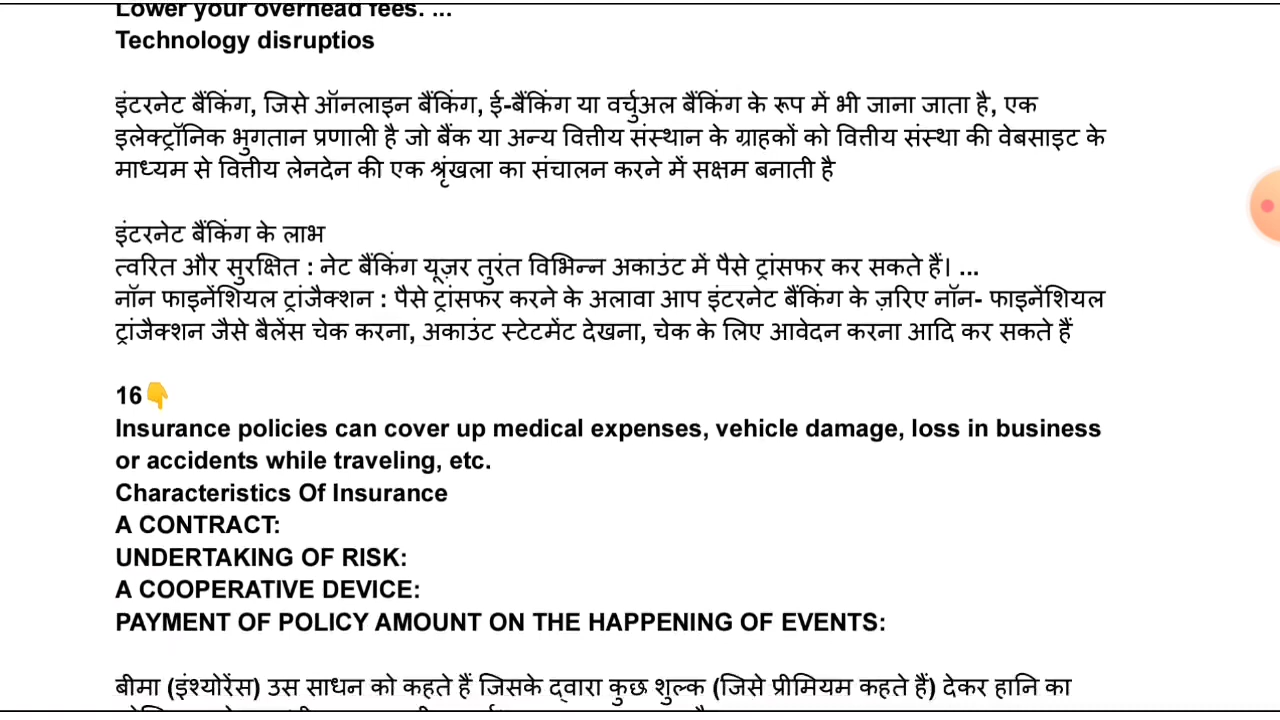 Lower your overhead fees. ...
Technology disruptios
इंटरनेट बैंकिंग, जिसे ऑनलाइन बैंकिंग, ई-बैंकिंग या वर्चुअल बैंकिंग के रूप में भी जाना जाता है, एक
इलेक्ट्रॉनिक भुगतान प्रणाली है जो बैंक या अन्य वित्तीय संस्थान के ग्राहकों को वित्तीय संस्था की वेबसाइट के
माध्यम से वित्तीय लेनदेन की एक श्रृंखला का संचालन करने में सक्षम बनाती है
इंटरनेट बैंकिंग के लाभ
त्वरित और सुरक्षित : नेट बैंकिंग यूज़र तुरंत विभिन्न अकाउंट में पैसे ट्रांसफर कर सकते हैं। ...
नॉन फाइनेंशियल ट्रांजैक्शन : पैसे ट्रांसफर करने के अलावा आप इंटरनेट बैंकिंग के ज़रिए नॉन- फाइनेंशियल
ट्रांजैक्शन जैसे बैलेंस चेक करना, अकाउंट स्टेटमेंट देखना, चेक के लिए आवेदन करना आदि कर सकते हैं
16👇
Insurance policies can cover up medical expenses, vehicle damage, loss in business
or accidents while traveling, etc.
Characteristics Of Insurance
A CONTRACT:
UNDERTAKING OF RISK:
A COOPERATIVE DEVICE:
PAYMENT OF POLICY AMOUNT ON THE HAPPENING OF EVENTS:
बीमा (इंश्योरेंस) उस साधन को कहते हैं जिसके द्वारा कुछ शुल्क (जिसे प्रीमियम कहते हैं) देकर हानि का